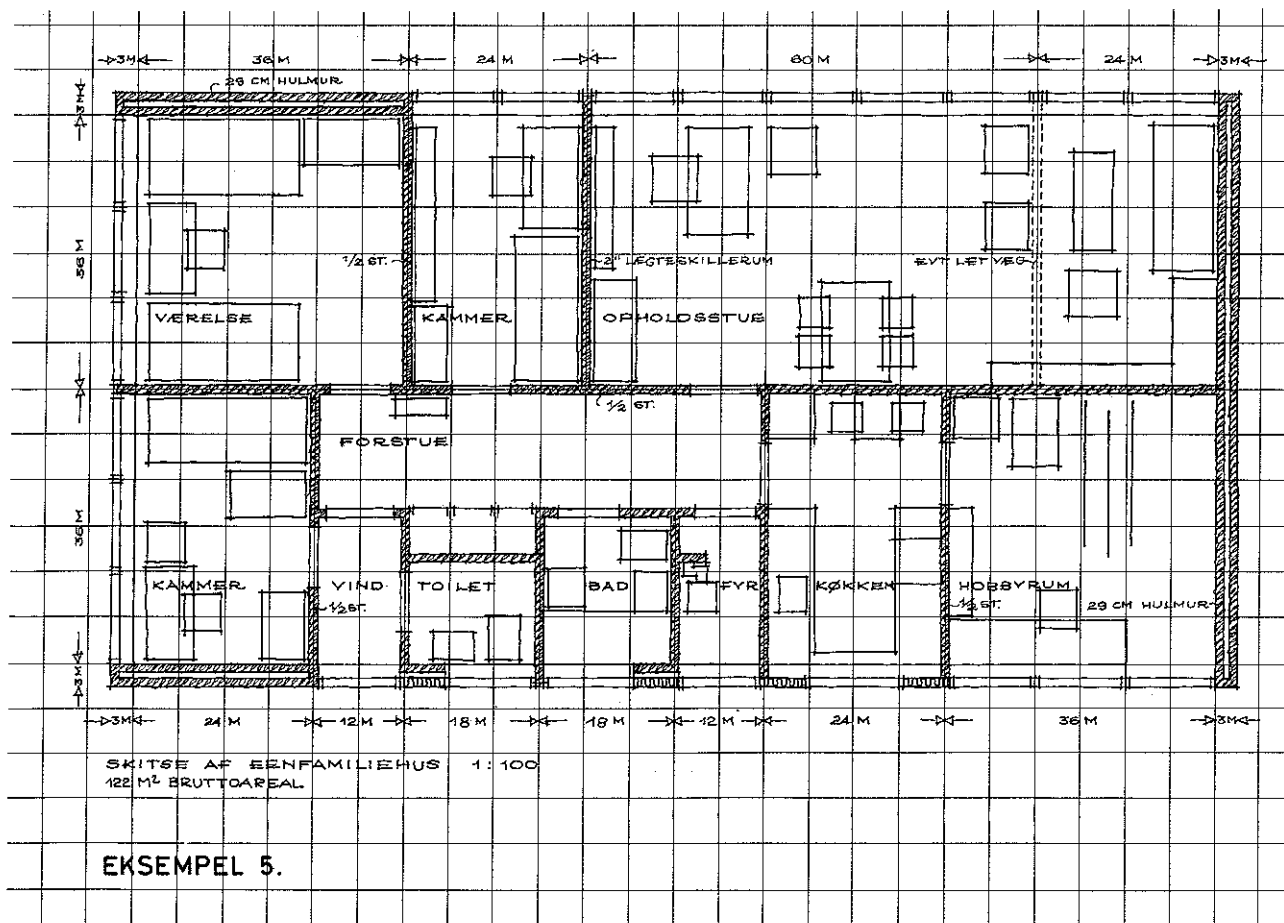 3M 36 M 24 M 60 M 24 M 3M
29 CM HULMUR
3M
36 M
1/2 ST. 2" LÆGTESKILLERUM EVT LET VÆG
VÆRELSE KAMMER OPHOLDSSTUE
1/2 ST.
FORSTUE
36 M
KAMMER VIND TOILET BAD FYR KØKKEN HOBBYRUM
1/2 ST. 1/2 ST. 29 CM HULMUR
3M
3M 24 M 12 M 18 M 18 M 12 M 24 M 36 M 3M
SKITSE AF EENFAMILIEHUS 1:100
122 M² BRUTTOAREAL
EKSEMPEL 5.